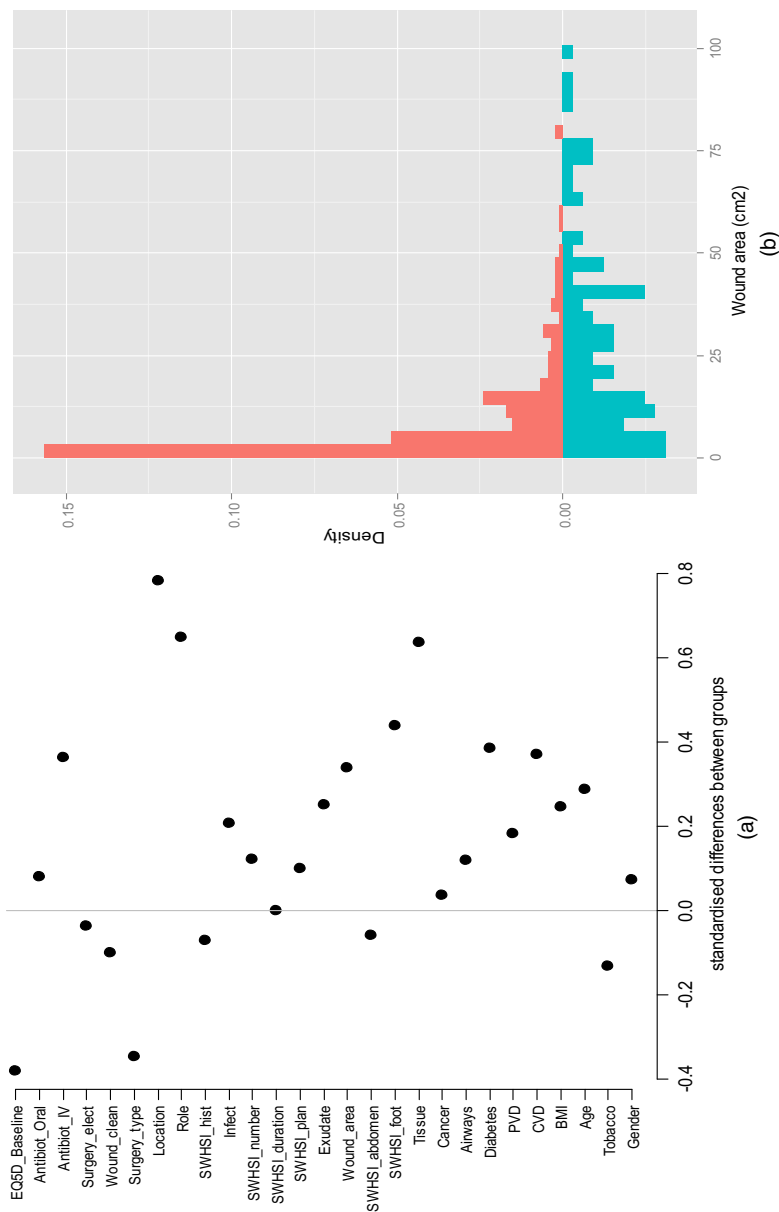 EQ5D_Baseline
Antibiot_Oral
Antibiot_IV
Surgery_elect
Wound_clean
Surgery_type
Location
Role
SWHSI_hist
Infect
SWHSI_number
SWHSI_duration
SWHSI_plan
Exudate
Wound_area
SWHSI_abdomen
SWHSI_foot
Tissue
Cancer
Airways
Diabetes
PVD
CVD
BMI
Age
Tobacco
Gender
-0.4 -0.2 0.0 0.2 0.4 0.6 0.8
standardised differences between groups
(a)
Density
0.15
0.10
0.05
0.00
0 25 50 75 100
Wound area (cm2)
(b)